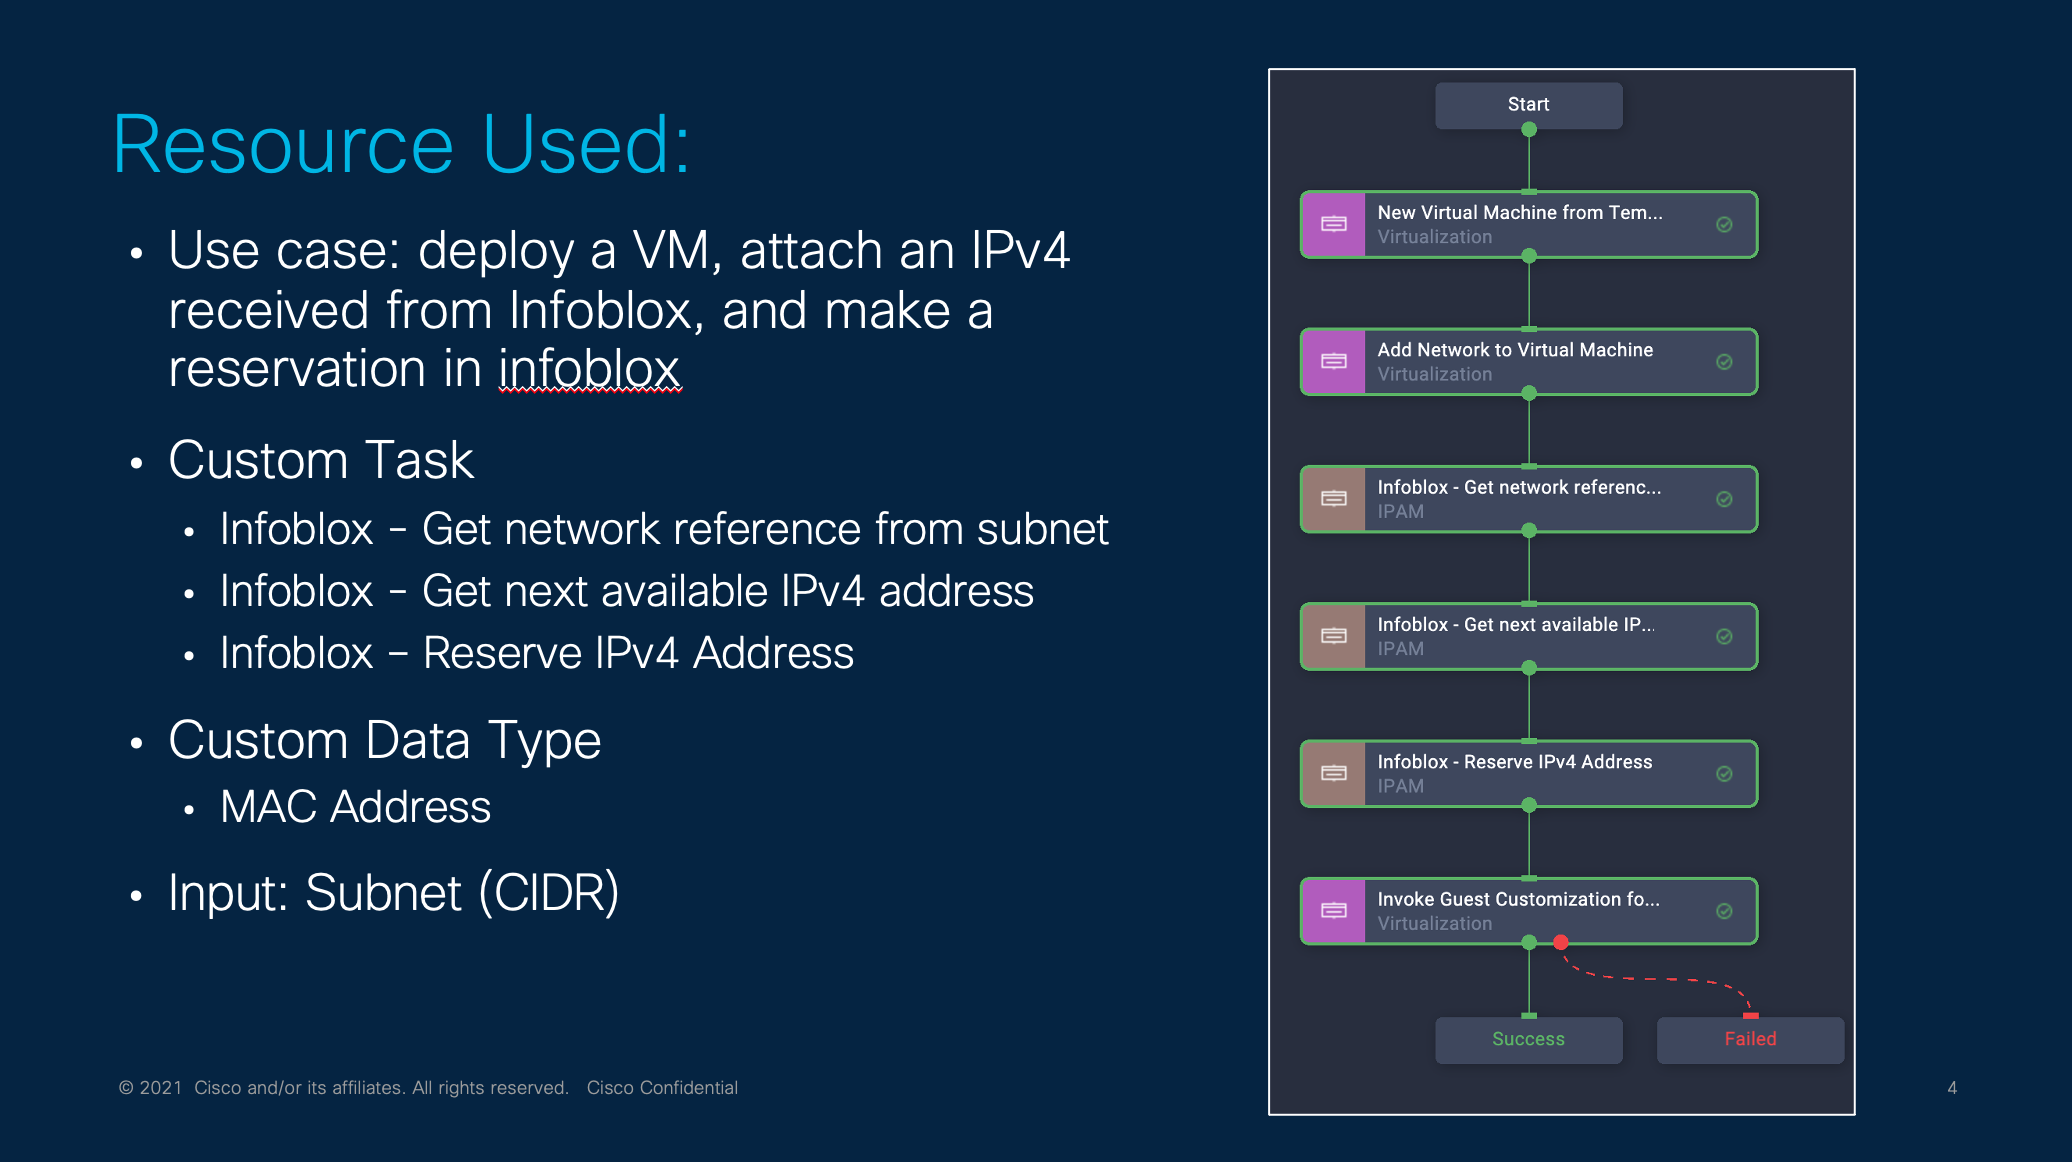 Resource Used:
• Use case: deploy a VM, attach an IPv4
received from Infoblox, and make a
reservation in infoblox
• Custom Task
• Infoblox - Get network reference from subnet
• Infoblox - Get next available IPv4 address
• Infoblox – Reserve IPv4 Address
• Custom Data Type
• MAC Address
• Input: Subnet (CIDR)
Start
New Virtual Machine from Tem...
Virtualization
Add Network to Virtual Machine
Virtualization
Infoblox - Get network referenc...
IPAM
Infoblox - Get next available IP...
IPAM
Infoblox - Reserve IPv4 Address
IPAM
Invoke Guest Customization fo...
Virtualization
Success
Failed
© 2021 Cisco and/or its affiliates. All rights reserved. Cisco Confidential
4